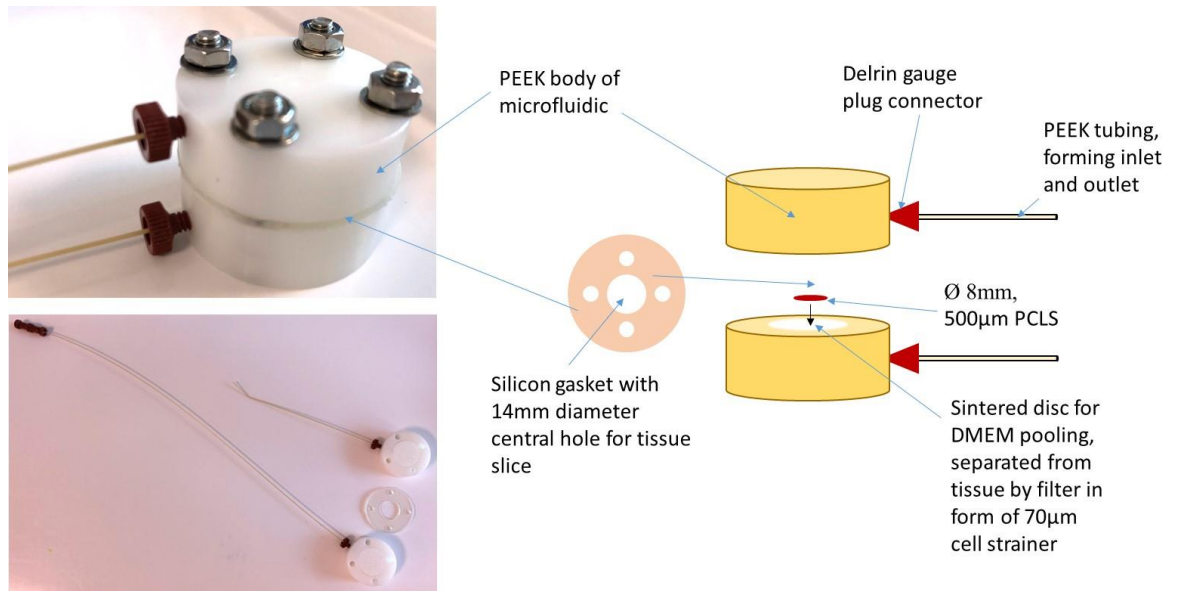 PEEK body of
microfluidic
Delrin gauge
plug connector
PEEK tubing,
forming inlet
and outlet
Ø 8mm,
500µm PCLS
Silicon gasket with
14mm diameter
central hole for tissue
slice
Sintered disc for
DMEM pooling,
separated from
tissue by filter in
form of 70µm
cell strainer